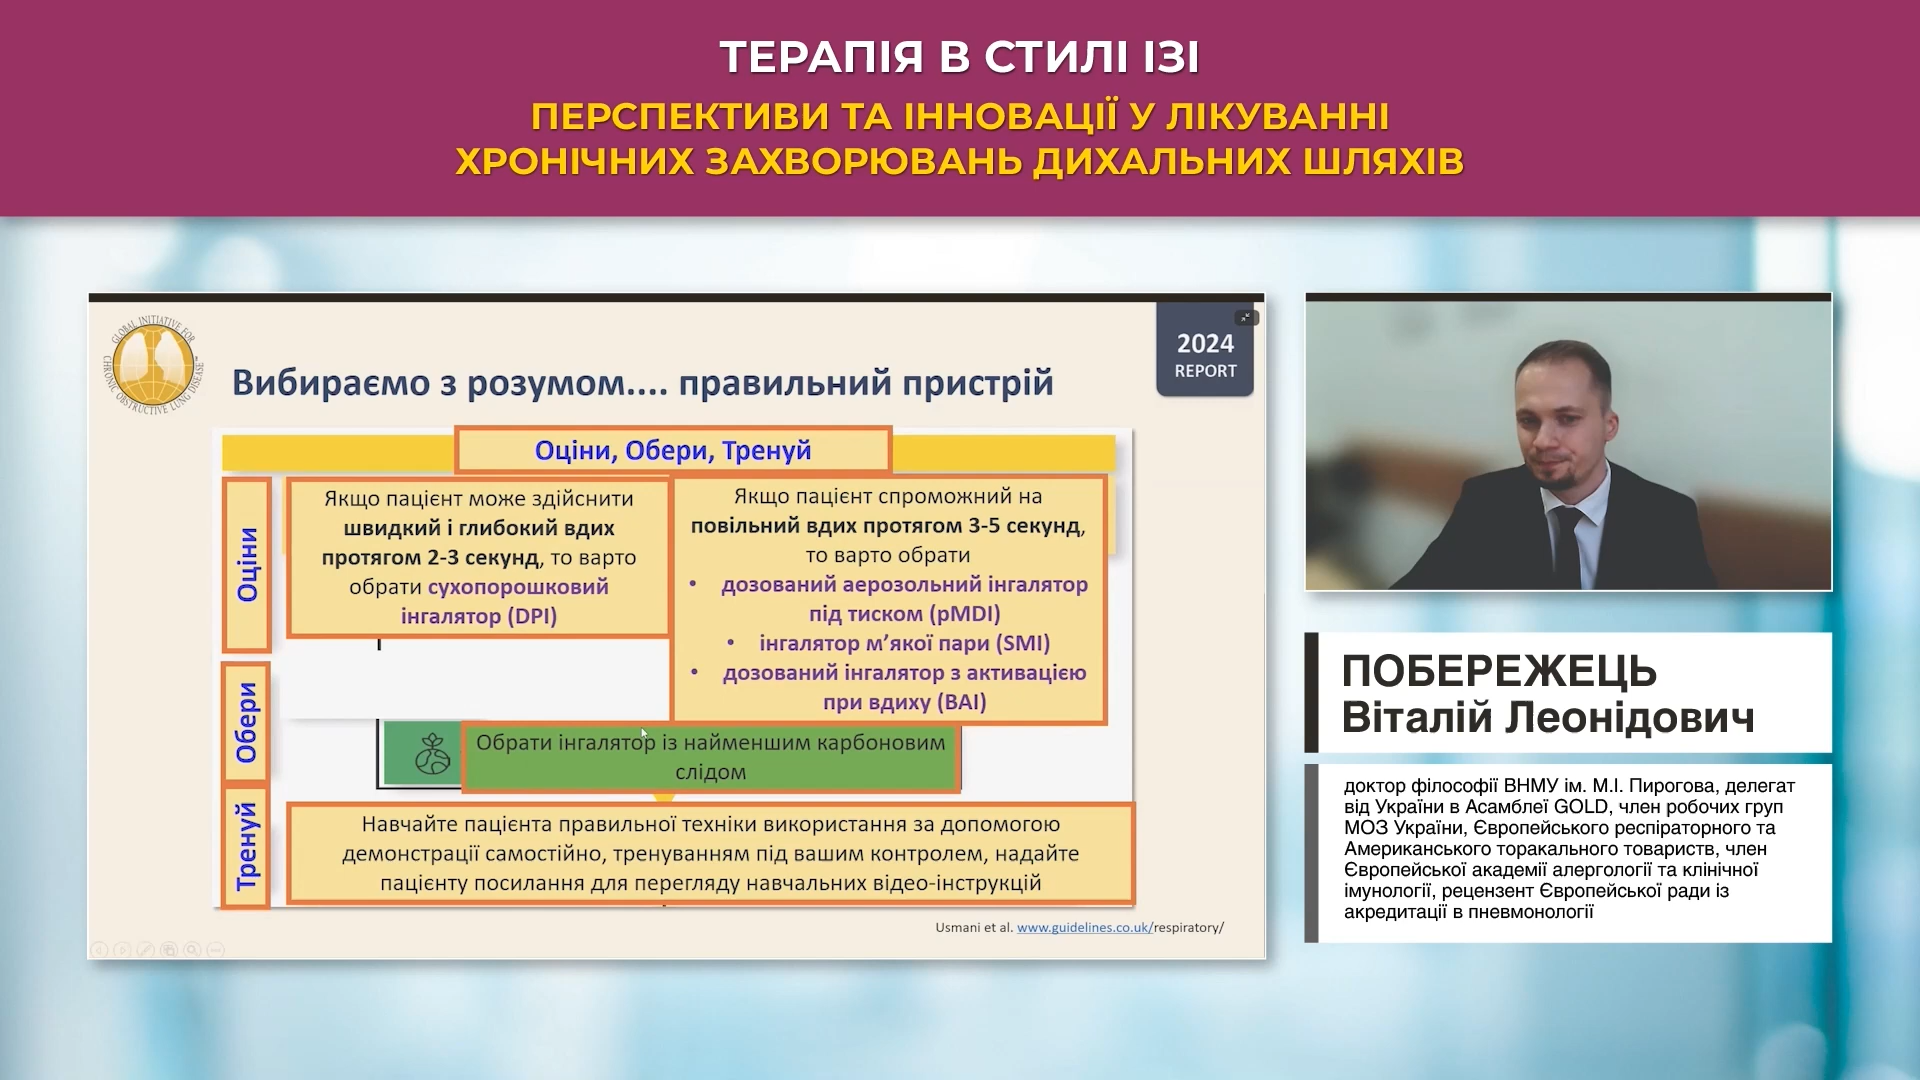 ТЕРАПІЯ В СТИЛІ ІЗІ
ПЕРСПЕКТИВИ ТА ІННОВАЦІЇ У ЛІКУВАННІ
ХРОНІЧНИХ ЗАХВОРЮВАНЬ ДИХАЛЬНИХ ШЛЯХІВ
GLOBAL INITIATIVE FOR
CHRONIC OBSTRUCTIVE LUNG DISEASE
2024
REPORT
Вибираємо з розумом.... правильний пристрій
Оціни, Обери, Тренуй
Оціни
Якщо пацієнт може здійснити
швидкий і глибокий вдих
протягом 2-3 секунд, то варто
обрати сухопорошковий
інгалятор (DPI)
Якщо пацієнт спроможний на
повільний вдих протягом 3-5 секунд,
то варто обрати
• дозований аерозольний інгалятор
під тиском (pMDI)
• інгалятор м’якої пари (SMI)
• дозований інгалятор з активацією
при вдиху (BAI)
Обери
Обрати інгалятор із найменшим карбоновим
слідом
Тренуй
Навчайте пацієнта правильної техніки використання за допомогою
демонстрації самостійно, тренуванням під вашим контролем, надайте
пацієнту посилання для перегляду навчальних відео-інструкцій
Usmani et al. www.guidelines.co.uk/respiratory/
ПОБЕРЕЖЕЦЬ
Віталій Леонідович
доктор філософії ВНМУ ім. М.І. Пирогова, делегат
від України в Асамблеї GOLD, член робочих груп
МОЗ України, Європейського респіраторного та
Американського торакального товариств, член
Європейської академії алергології та клінічної
імунології, рецензент Європейської ради із
акредитації в пневмонології